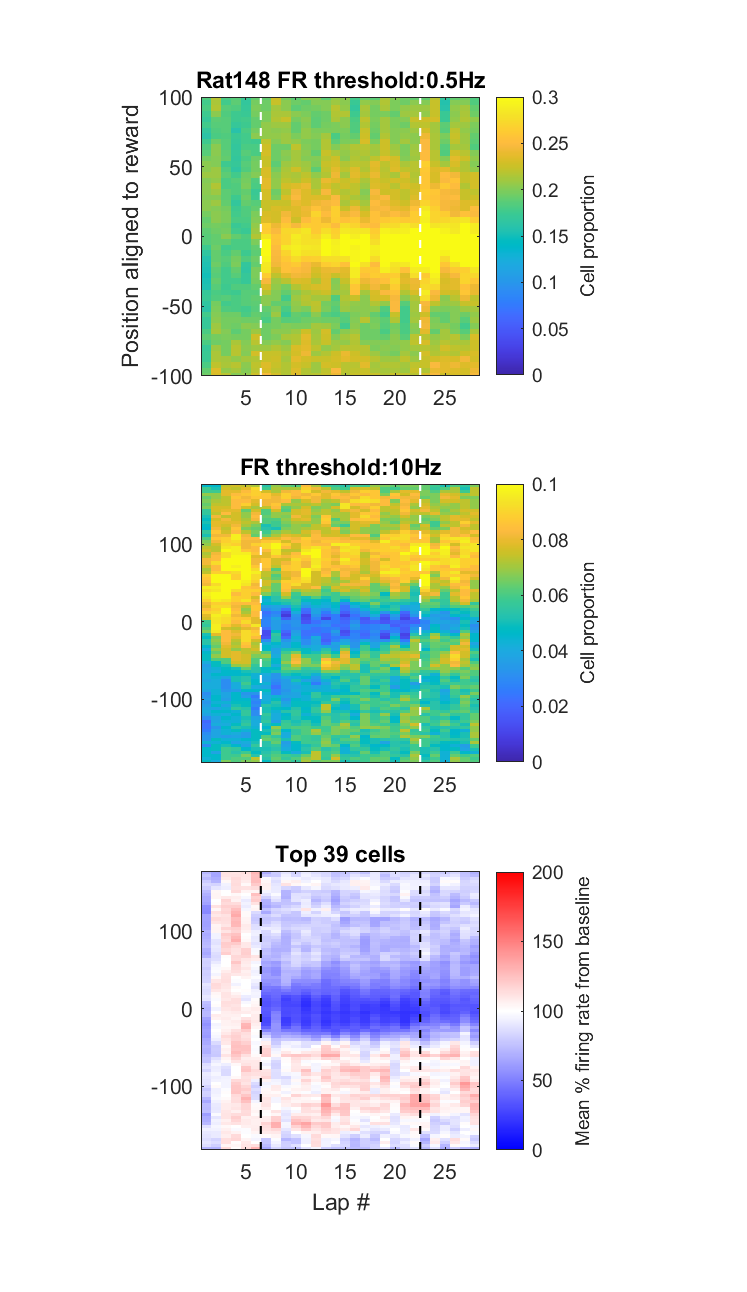 Rat148 FR threshold:0.5Hz
100
50
0
-50
-100
Position aligned to reward
5 10 15 20 25
0.3
0.25
0.2
0.15
0.1
0.05
0
Cell proportion
FR threshold:10Hz
100
0
-100
5 10 15 20 25
0.1
0.08
0.06
0.04
0.02
0
Cell proportion
Top 39 cells
100
0
-100
5 10 15 20 25
Lap #
200
150
100
50
0
Mean % firing rate from baseline